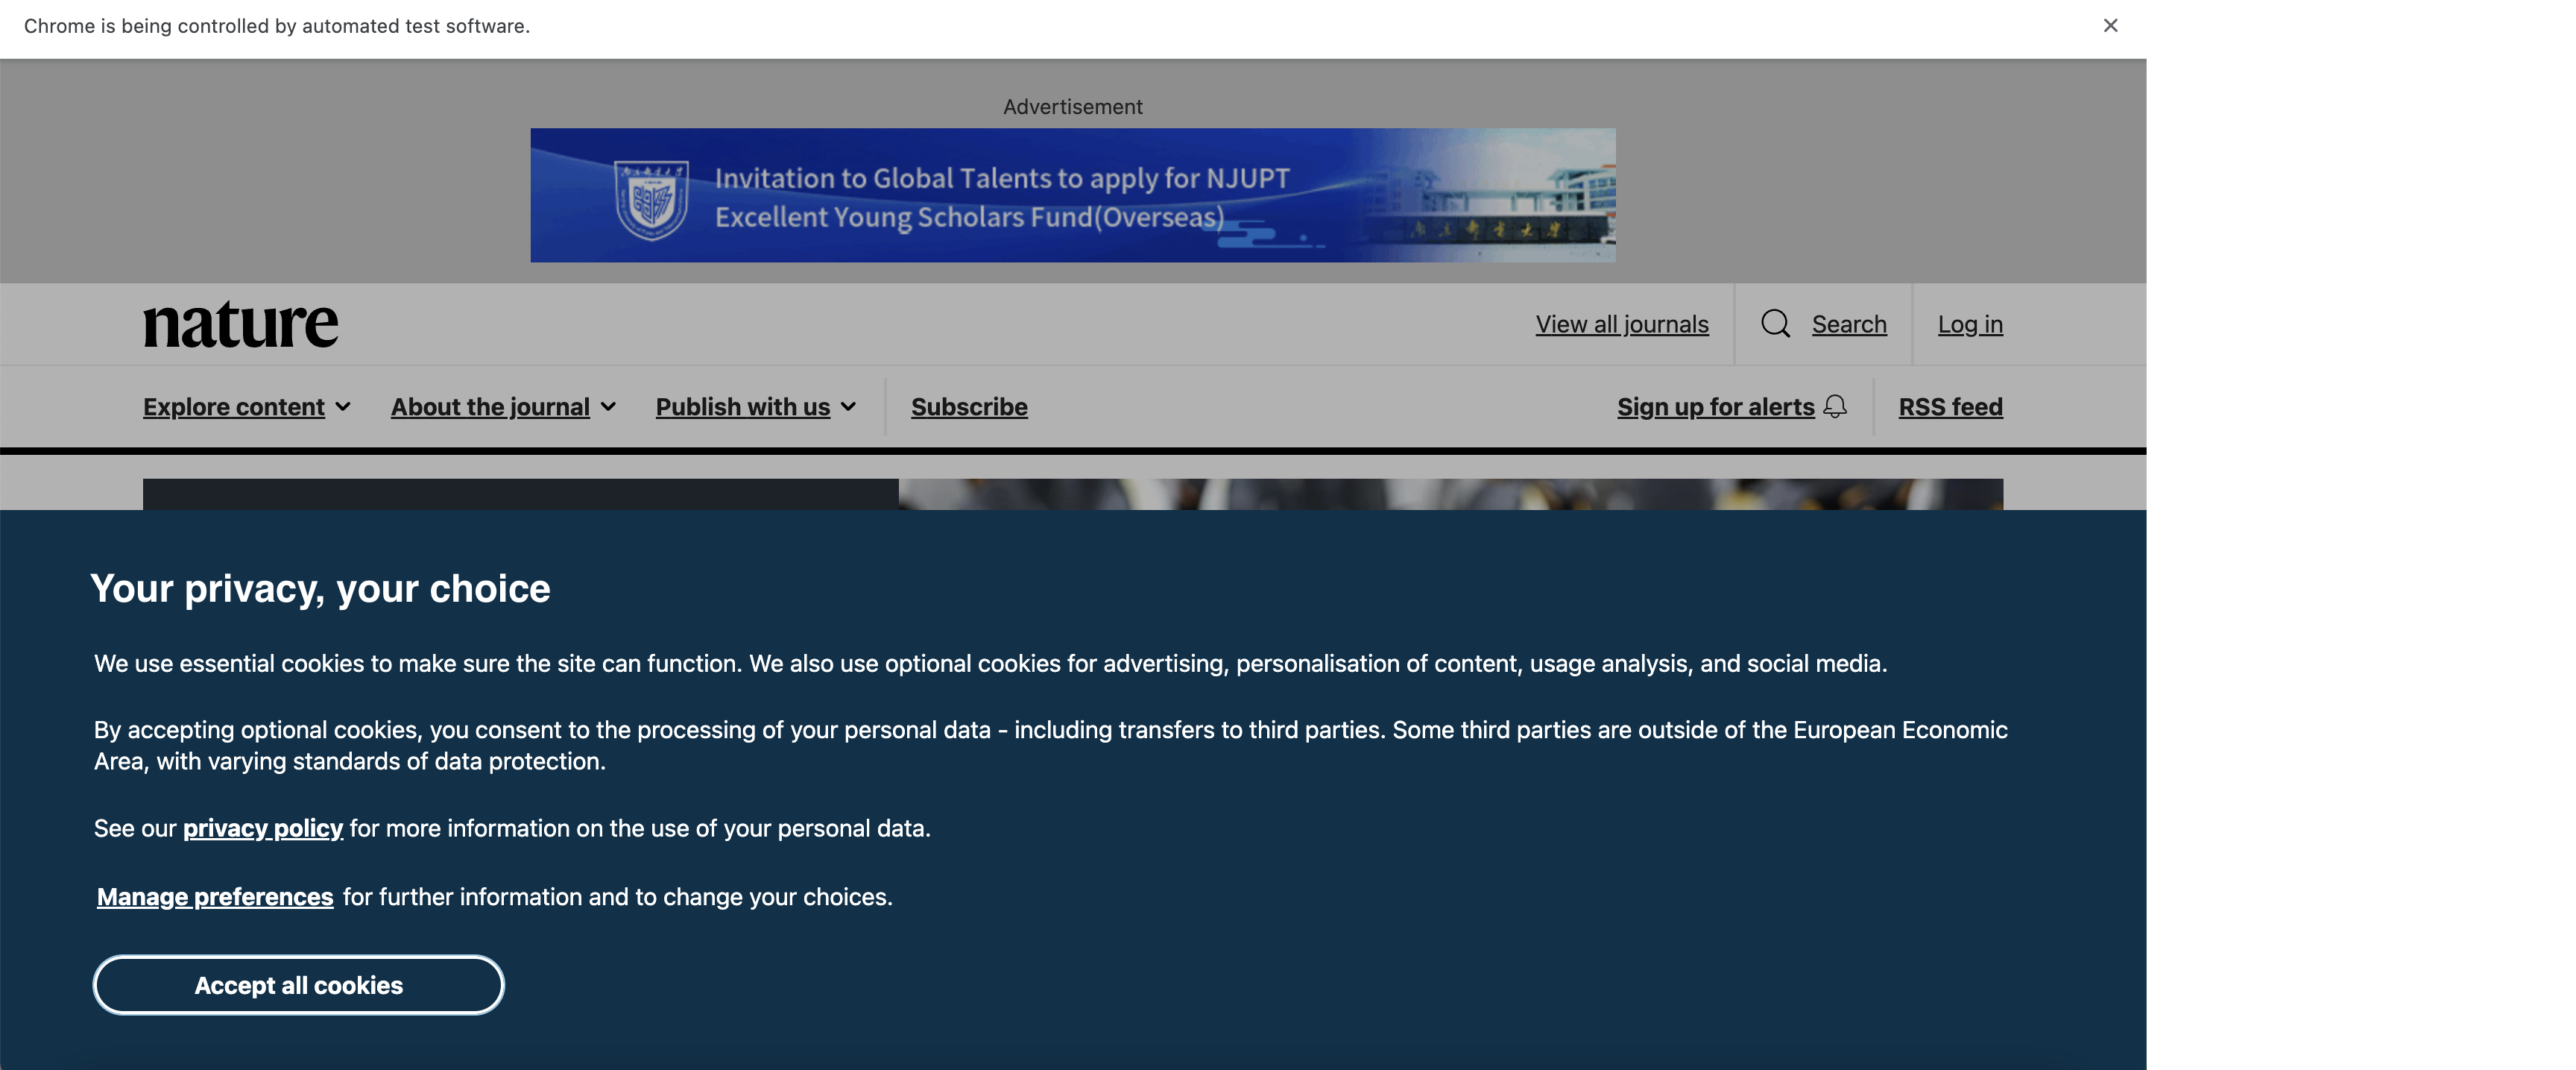 Chrome is being controlled by automated test software.
Advertisement
Invitation to Global Talents to apply for NJUPT
Excellent Young Scholars Fund(Overseas)
nature
View all journals
Search
Log in
Explore content
About the journal
Publish with us
Subscribe
Sign up for alerts
RSS feed
Your privacy, your choice
We use essential cookies to make sure the site can function. We also use optional cookies for advertising, personalisation of content, usage analysis, and social media.
By accepting optional cookies, you consent to the processing of your personal data - including transfers to third parties. Some third parties are outside of the European Economic
Area, with varying standards of data protection.
See our privacy policy for more information on the use of your personal data.
Manage preferences for further information and to change your choices.
Accept all cookies